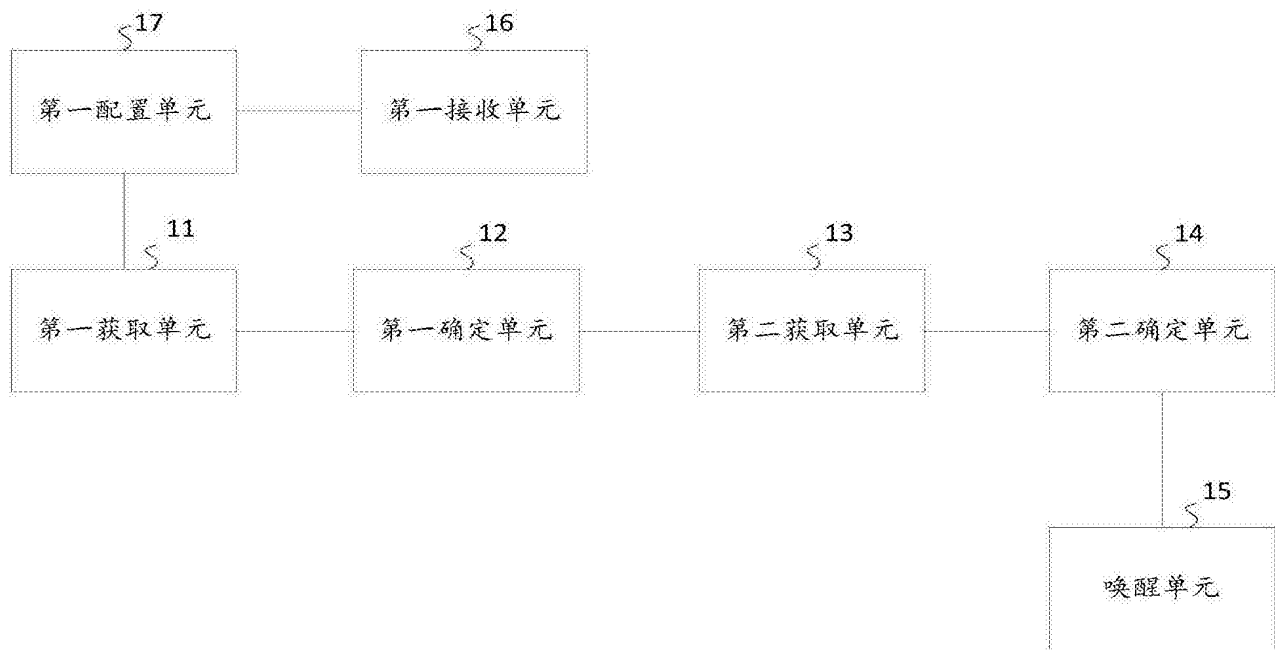 17
16
第一配置单元
第一接收单元
11
12
13
14
第一获取单元
第一确定单元
第二获取单元
第二确定单元
15
唤醒单元